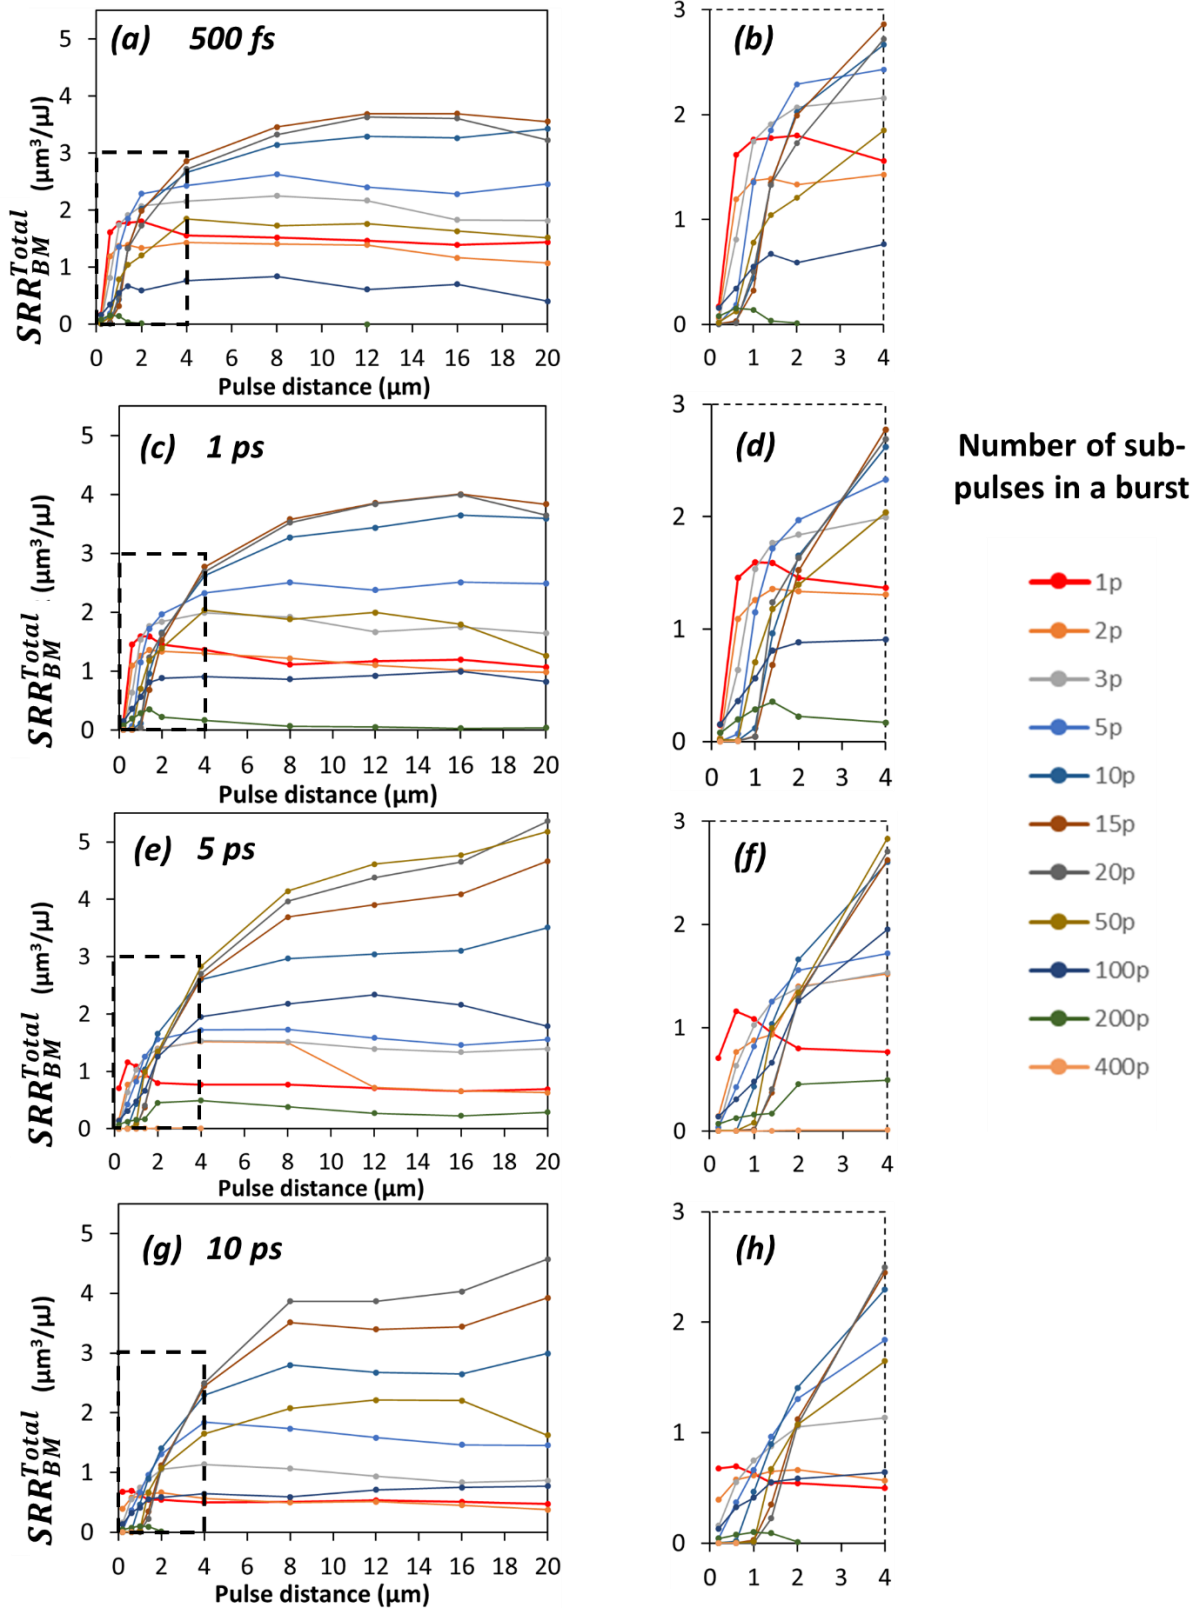 (a) 500 fs
5
4
3
2
1
0
0 2 4 6 8 10 12 14 16 18 20
Pulse distance (μm)
SRR_BM^Total (μm³/μJ)
(b)
3
2
1
0
0 1 2 3 4
(c) 1 ps
5
4
3
2
1
0
0 2 4 6 8 10 12 14 16 18 20
Pulse distance (μm)
SRR_BM^Total (μm³/μJ)
(d)
3
2
1
0
0 1 2 3 4
Number of sub-
pulses in a burst
1p
2p
3p
5p
10p
15p
20p
50p
100p
200p
400p
(e) 5 ps
5
4
3
2
1
0
0 2 4 6 8 10 12 14 16 18 20
Pulse distance (μm)
SRR_BM^Total (μm³/μJ)
(f)
3
2
1
0
0 1 2 3 4
(g) 10 ps
5
4
3
2
1
0
0 2 4 6 8 10 12 14 16 18 20
Pulse distance (μm)
SRR_BM^Total (μm³/μJ)
(h)
3
2
1
0
0 1 2 3 4